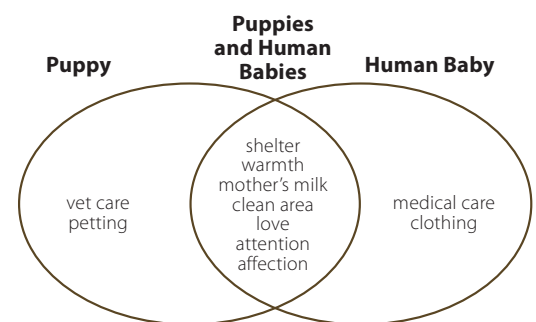 Puppy
Puppies
and Human
Babies
Human Baby
vet care
petting
shelter
warmth
mother’s milk
clean area
love
attention
affection
medical care
clothing